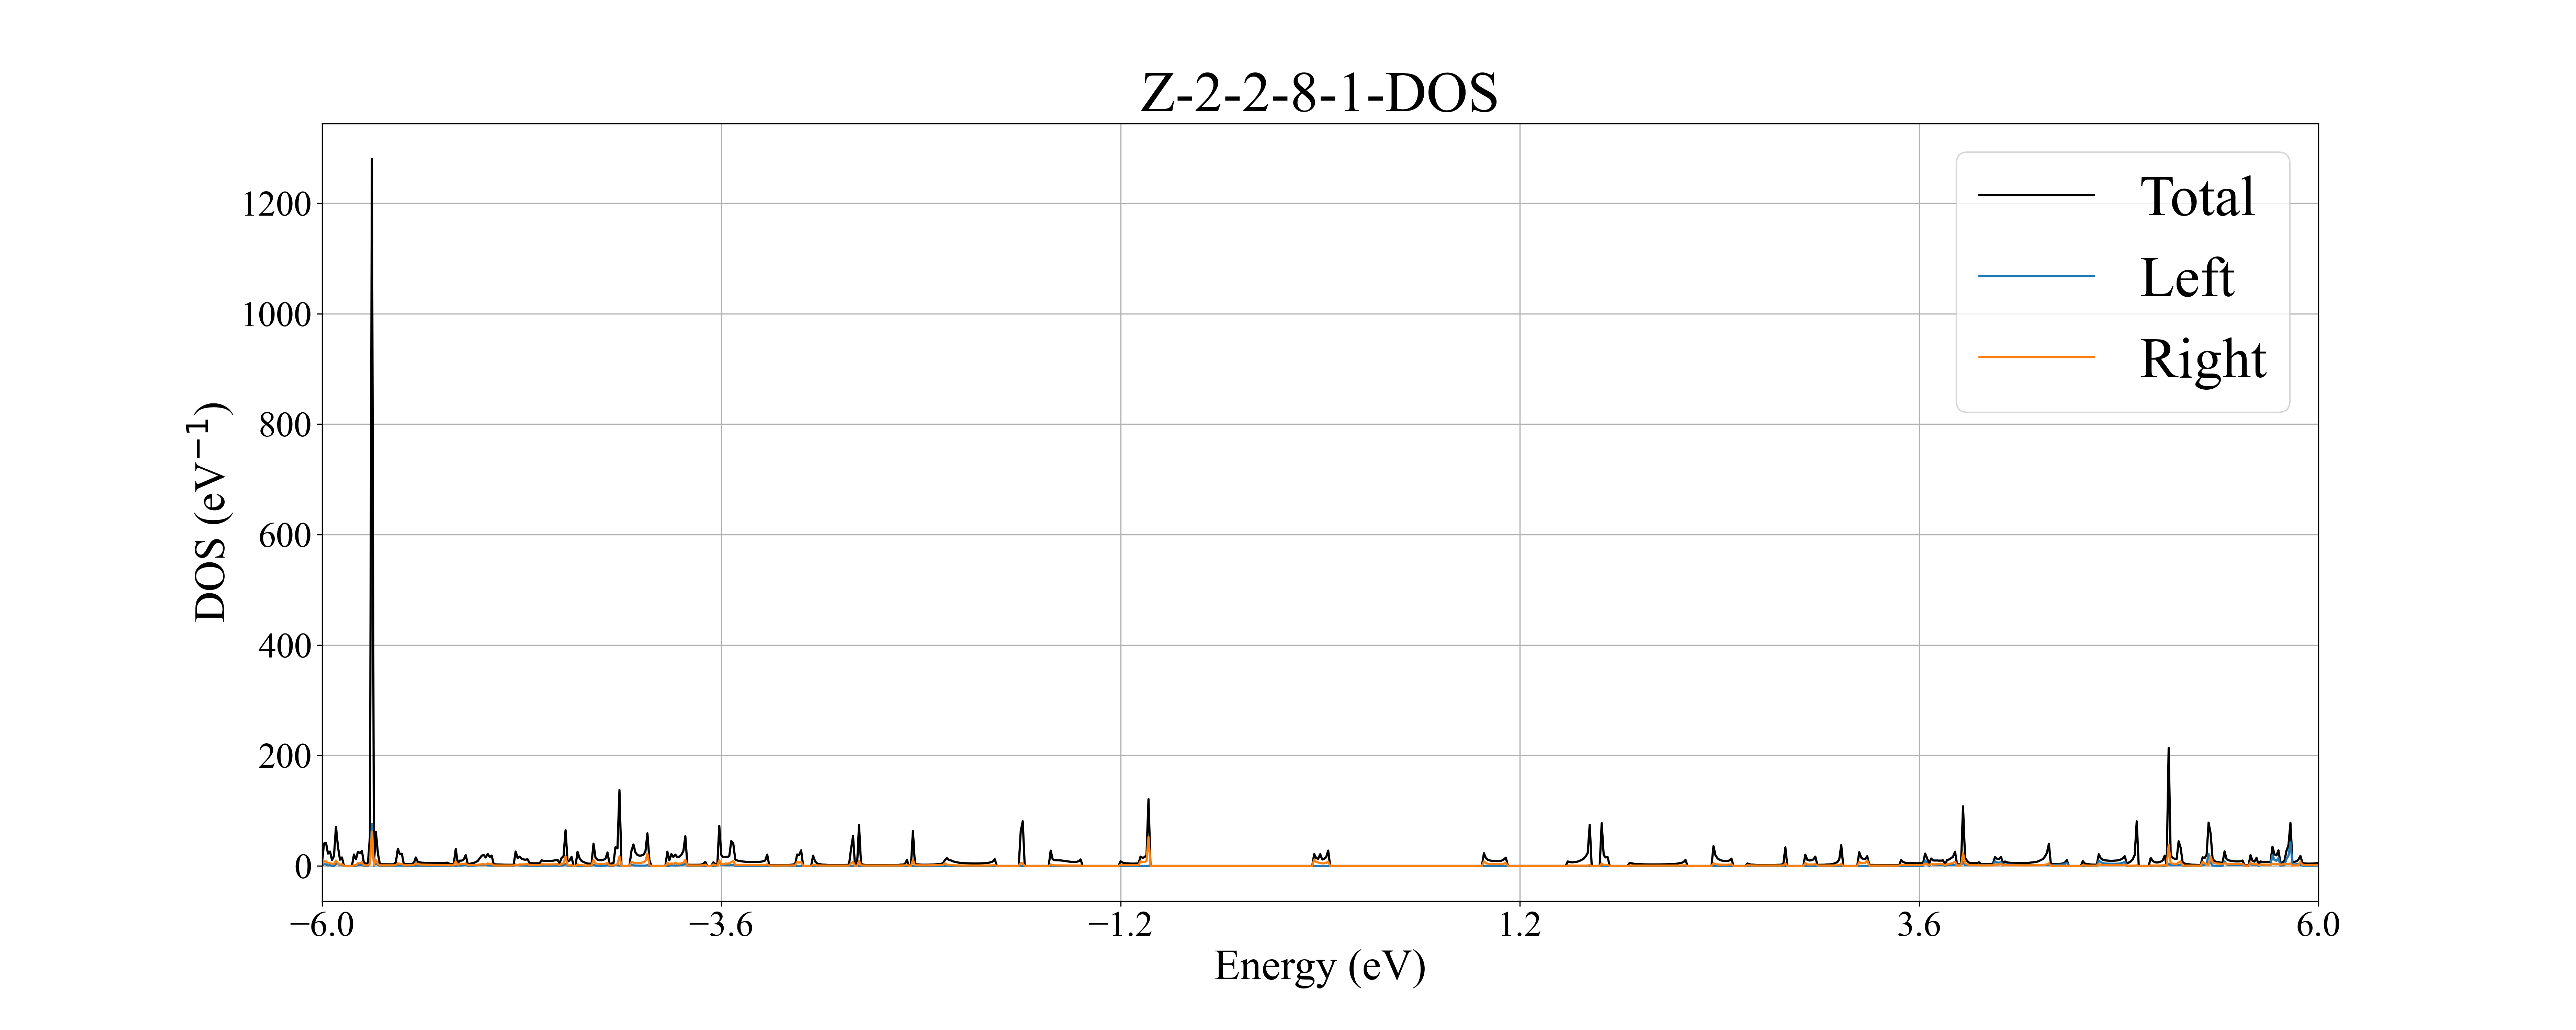 Z-2-2-8-1-DOS
Total
Left
Right
1200
1000
800
600
400
200
0
DOS (eV⁻¹)
−6.0 −3.6 −1.2 1.2 3.6 6.0
Energy (eV)